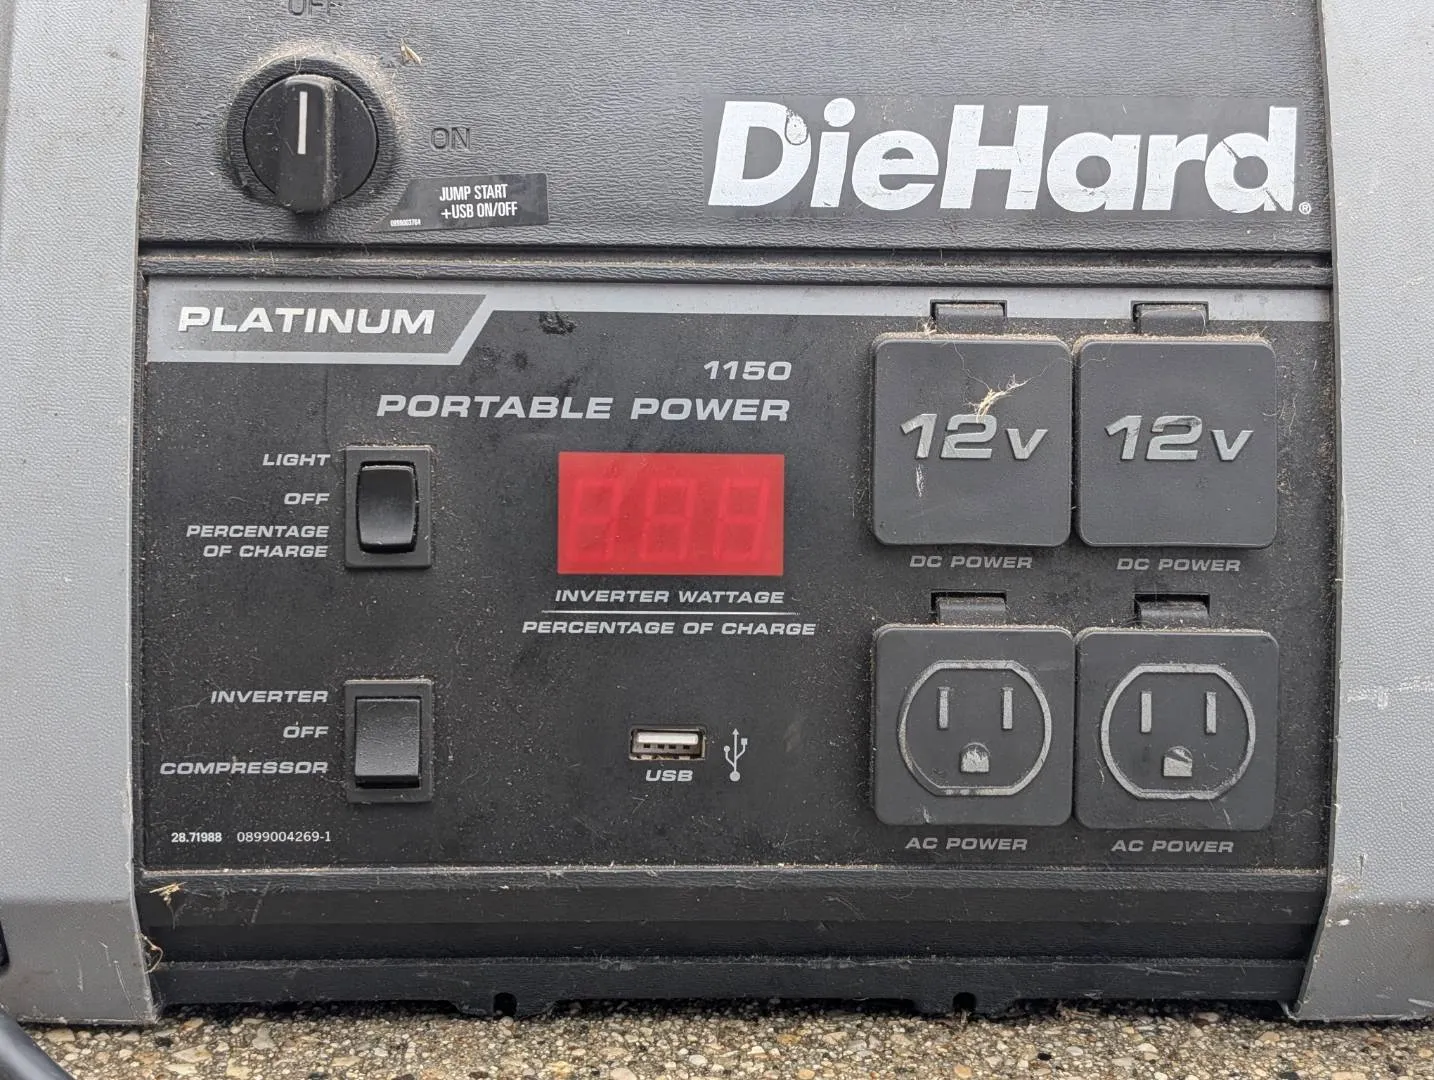 OFF
ON
JUMP START
+USB ON/OFF
0899003764
DieHard®
PLATINUM
1150
PORTABLE POWER
LIGHT
OFF
PERCENTAGE
OF CHARGE
INVERTER WATTAGE
PERCENTAGE OF CHARGE
12V
DC POWER
12V
DC POWER
INVERTER
OFF
COMPRESSOR
USB
AC POWER
AC POWER
28.71988 0899004269-1